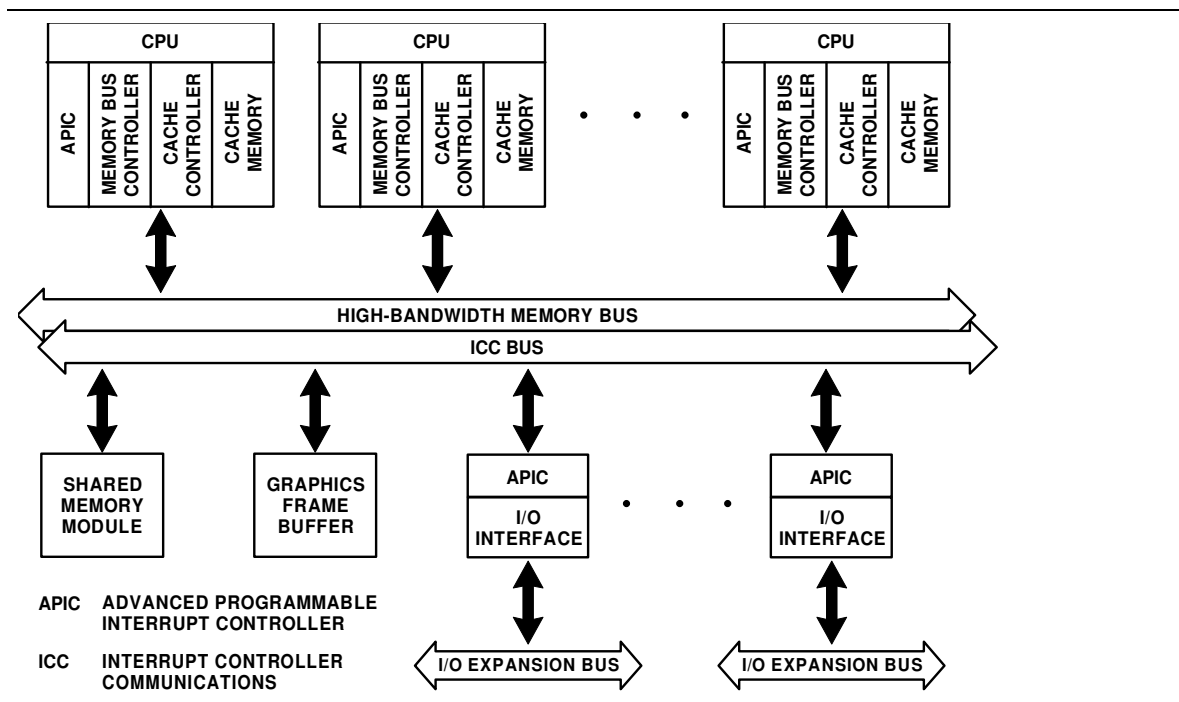 CPU
APIC
MEMORY BUS
CONTROLLER
CACHE
CONTROLLER
CACHE
MEMORY
CPU
APIC
MEMORY BUS
CONTROLLER
CACHE
CONTROLLER
CACHE
MEMORY
CPU
APIC
MEMORY BUS
CONTROLLER
CACHE
CONTROLLER
CACHE
MEMORY
HIGH-BANDWIDTH MEMORY BUS
ICC BUS
SHARED
MEMORY
MODULE
GRAPHICS
FRAME
BUFFER
APIC
I/O
INTERFACE
APIC
I/O
INTERFACE
APIC ADVANCED PROGRAMMABLE
INTERRUPT CONTROLLER
ICC INTERRUPT CONTROLLER
COMMUNICATIONS
I/O EXPANSION BUS
I/O EXPANSION BUS